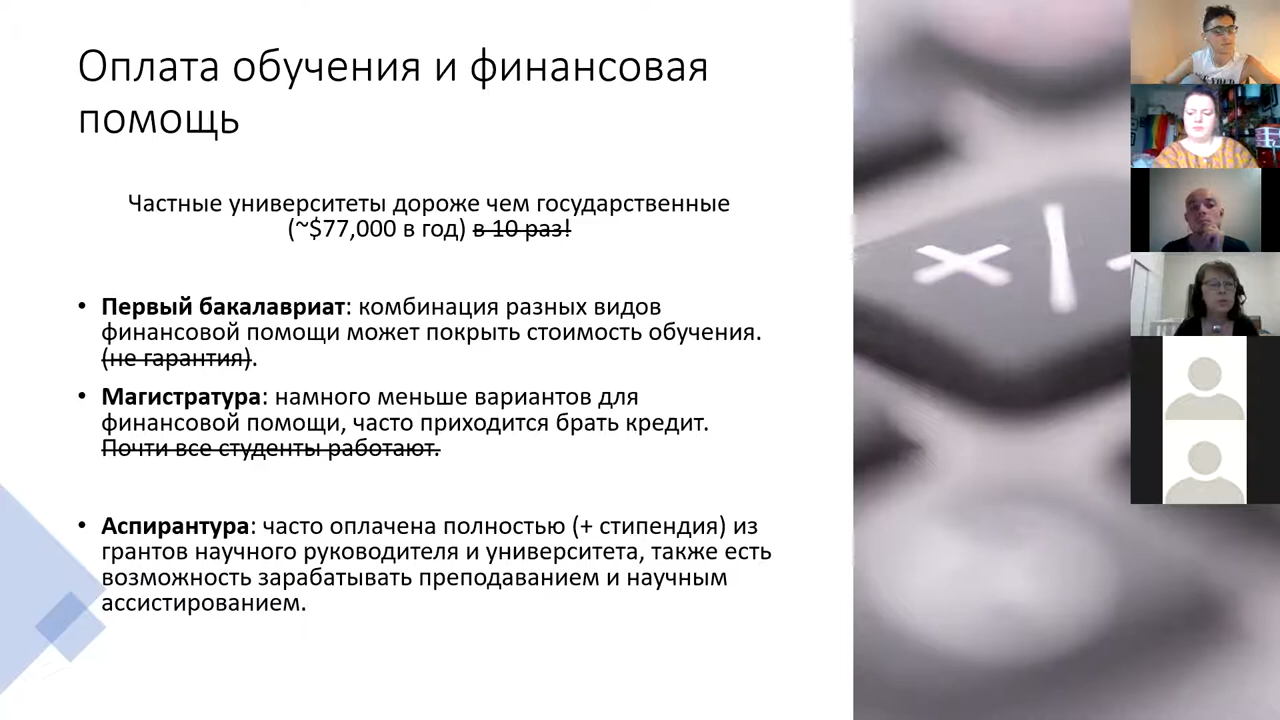 Оплата обучения и финансовая
помощь
Частные университеты дороже чем государственные
(~$77,000 в год) в 10 раз!
• Первый бакалавриат: комбинация разных видов
финансовой помощи может покрыть стоимость обучения.
(не гарантия).
• Магистратура: намного меньше вариантов для
финансовой помощи, часто приходится брать кредит.
Почти все студенты работают.
• Аспирантура: часто оплачена полностью (+ стипендия) из
грантов научного руководителя и университета, также есть
возможность зарабатывать преподаванием и научным
ассистированием.